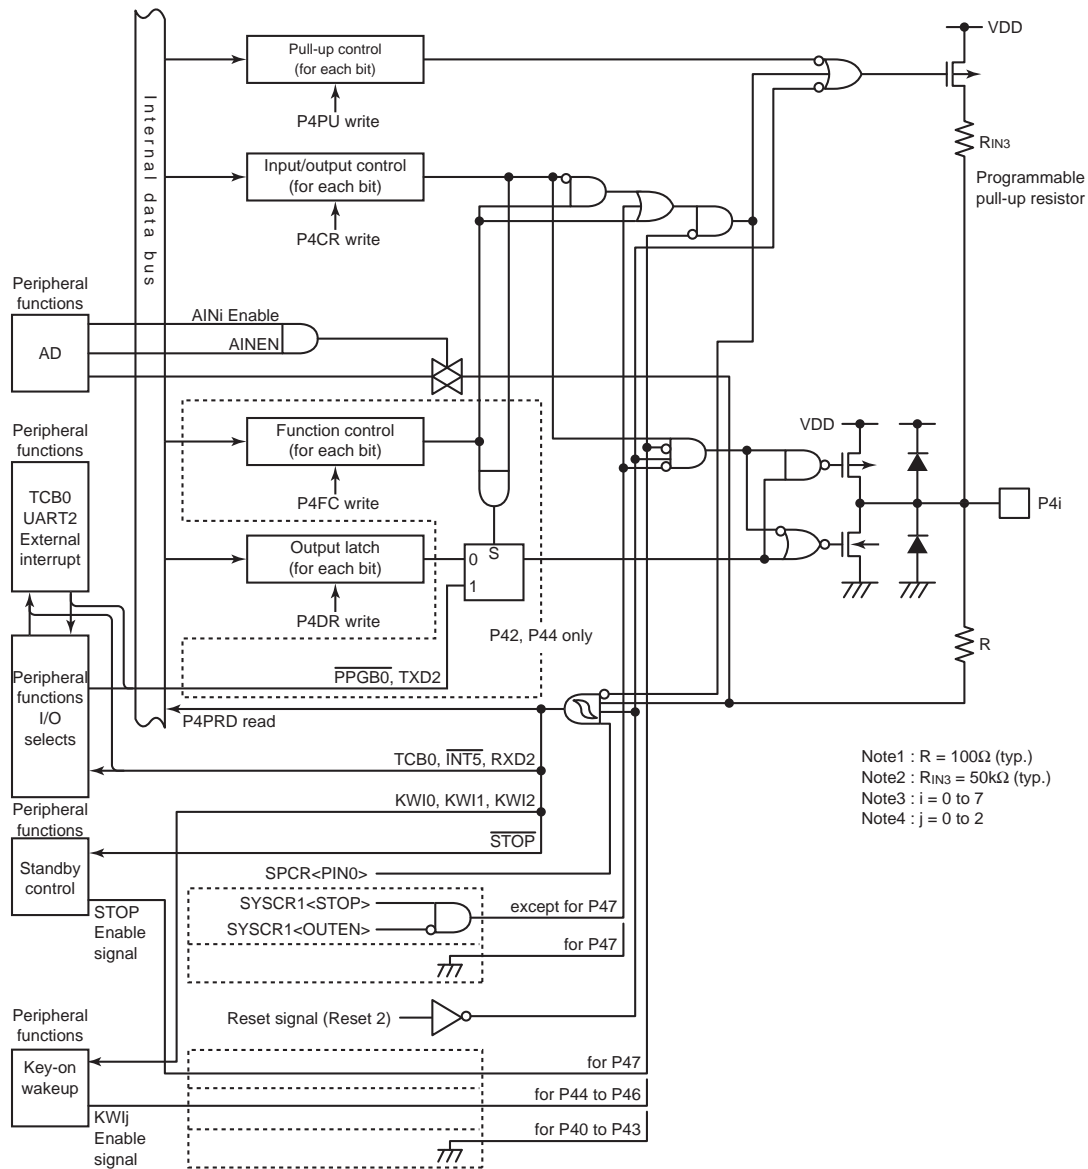 VDD
Pull-up control
(for each bit)
P4PU write
RIN3
Programmable
pull-up resistor
Internal data bus
Input/output control
(for each bit)
P4CR write
Peripheral
functions
AD
AINi Enable
AINEN
Peripheral
functions
TCB0
UART2
External
interrupt
Function control
(for each bit)
P4FC write
VDD
P4i
Output latch
(for each bit)
P4DR write
0
S
1
P42, P44 only
PPGB0, TXD2
R
Peripheral
functions
I/O
selects
P4PRD read
TCB0, INT5, RXD2
KWI0, KWI1, KWI2
STOP
Note1 : R = 100Ω (typ.)
Note2 : RIN3 = 50kΩ (typ.)
Note3 : i = 0 to 7
Note4 : j = 0 to 2
Peripheral
functions
Standby
control
STOP
Enable
signal
SPCR<PIN0>
SYSCR1<STOP>
SYSCR1<OUTEN>
except for P47
for P47
Reset signal (Reset 2)
Peripheral
functions
Key-on
wakeup
KWIj
Enable
signal
for P47
for P44 to P46
for P40 to P43